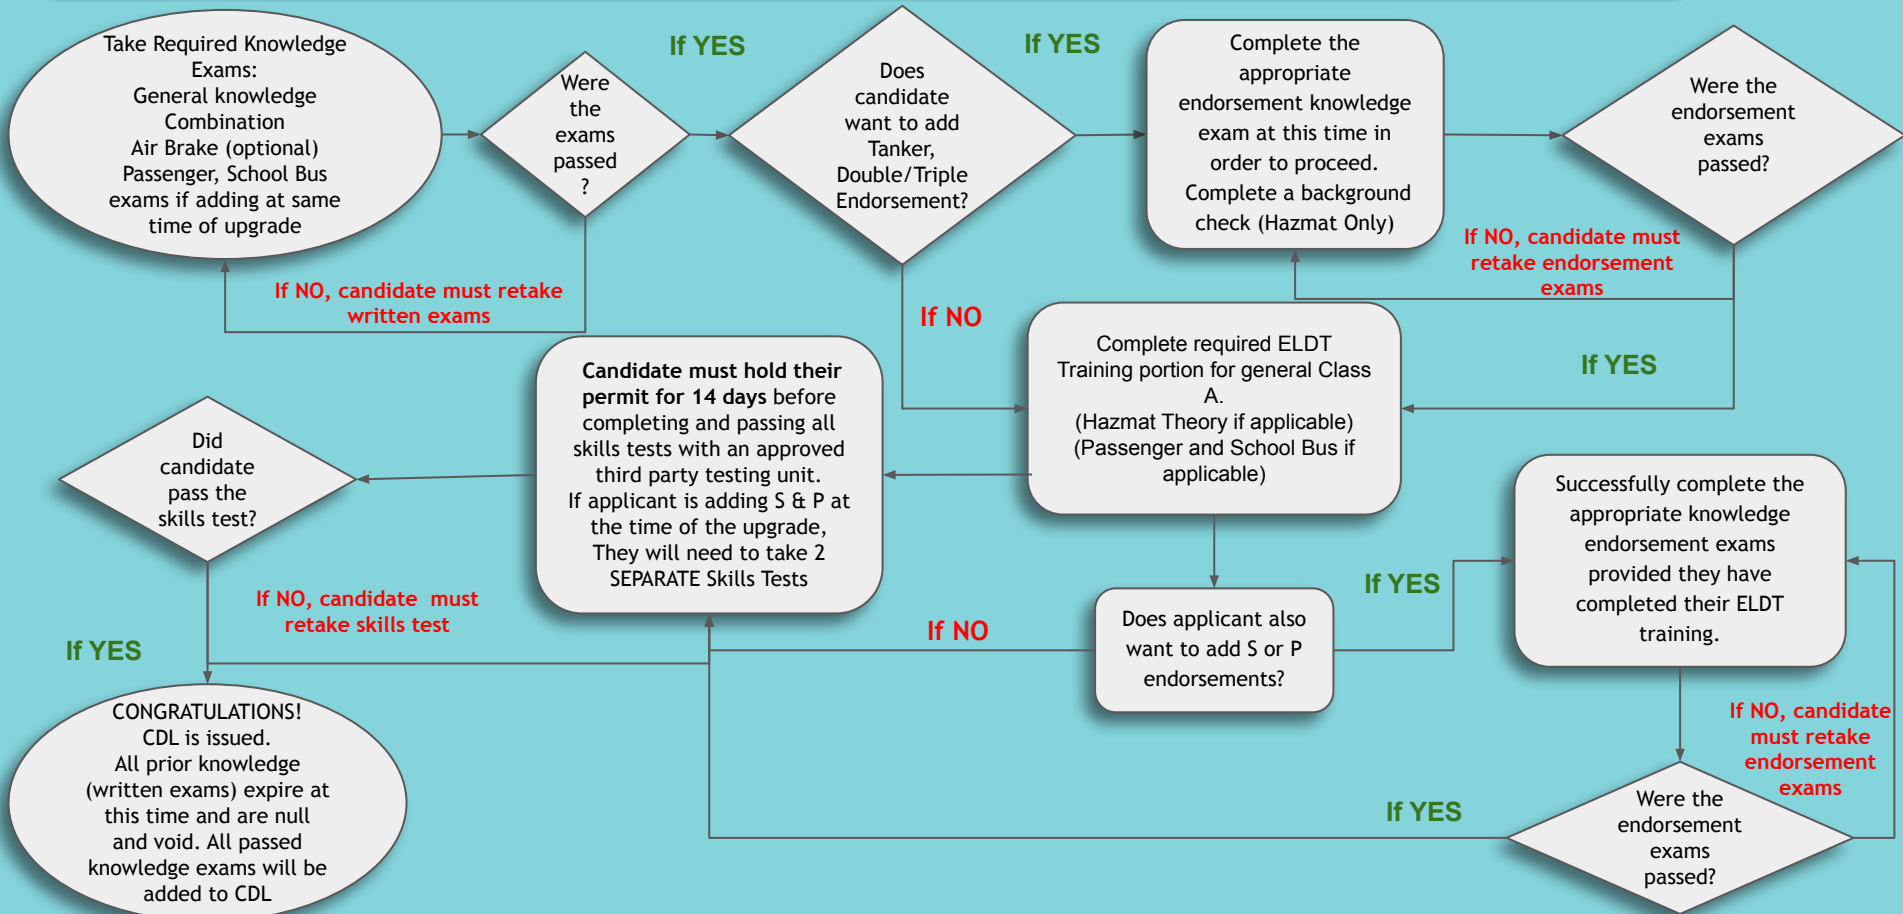 Take Required Knowledge
Exams:
General knowledge
Combination
Air Brake (optional)
Passenger, School Bus
exams if adding at same
time of upgrade
Were
the
exams
passed
?
If YES
Does
candidate
want to add
Tanker,
Double/Triple
Endorsement?
If YES
Complete the
appropriate
endorsement knowledge
exam at this time in
order to proceed.
Complete a background
check (Hazmat Only)
Were the
endorsement
exams
passed?
If NO, candidate must retake
written exams
If NO
If NO, candidate must
retake endorsement
exams
If YES
Complete required ELDT
Training portion for general Class
A.
(Hazmat Theory if applicable)
(Passenger and School Bus if
applicable)
Candidate must hold their
permit for 14 days before
completing and passing all
skills tests with an approved
third party testing unit.
If applicant is adding S & P at
the time of the upgrade,
They will need to take 2
SEPARATE Skills Tests
Did
candidate
pass the
skills test?
If NO, candidate must
retake skills test
If YES
CONGRATULATIONS!
CDL is issued.
All prior knowledge
(written exams) expire at
this time and are null
and void. All passed
knowledge exams will be
added to CDL
Does applicant also
want to add S or P
endorsements?
If NO
If YES
Successfully complete the
appropriate knowledge
endorsement exams
provided they have
completed their ELDT
training.
If NO, candidate
must retake
endorsement
exams
Were the
endorsement
exams
passed?
If YES